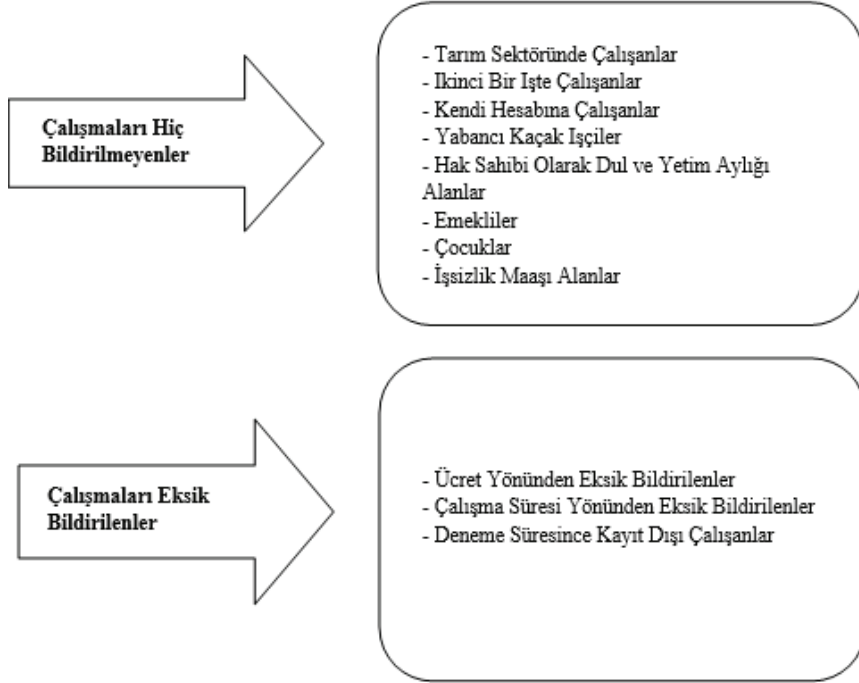 Çalışmaları Hiç
Bildirilmeyenler
- Tarım Sektöründe Çalışanlar
- Ikinci Bir Işte Çalışanlar
- Kendi Hesabına Çalışanlar
- Yabancı Kaçak Işçiler
- Hak Sahibi Olarak Dul ve Yetim Aylığı
Alanlar
- Emekliler
- Çocuklar
- İşsizlik Maaşı Alanlar
Çalışmaları Eksik
Bildirilenler
- Ücret Yönünden Eksik Bildirilenler
- Çalışma Süresi Yönünden Eksik Bildirilenler
- Deneme Süresince Kayıt Dışı Çalışanlar